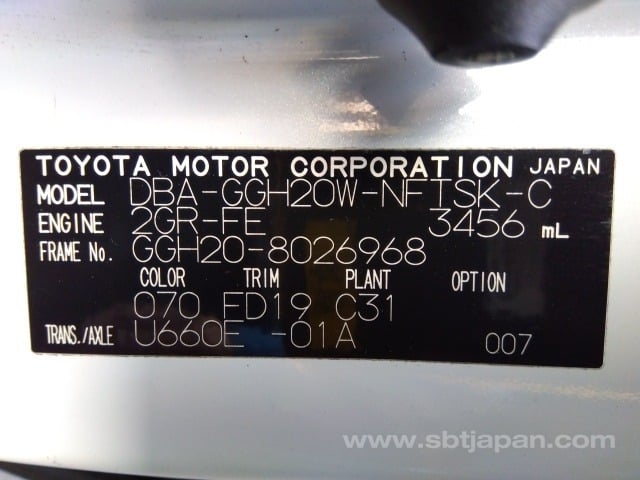 TOYOTA MOTOR CORPORATION JAPAN
MODEL DBA-GGH20W-NFTSK-C
ENGINE 2GR-FE 3456 mL
FRAME No. GGH20-8026968
COLOR TRIM PLANT OPTION
070 FD19 C31
TRANS./AXLE U660E -01A 007
www.sbtjapan.com